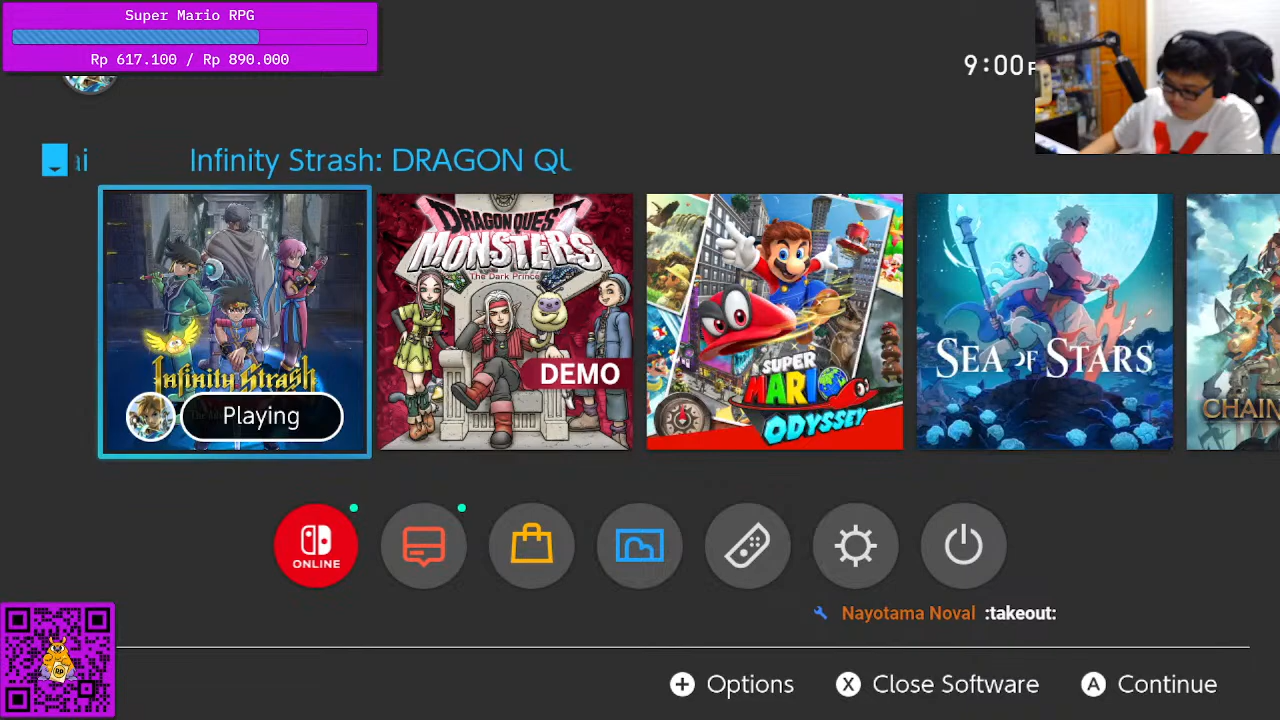 Super Mario RPG
Rp 617.100 / Rp 890.000
9:00
ai Infinity Strash: DRAGON QU
Infinity Strash
Playing
DRAGON QUEST
MONSTERS
The Dark Prince
DEMO
SUPER
MARIO
ODYSSEY
SEA OF STARS
CHAIN
ONLINE
Nayotama Noval :takeout:
RP
+ Options
X Close Software
A Continue